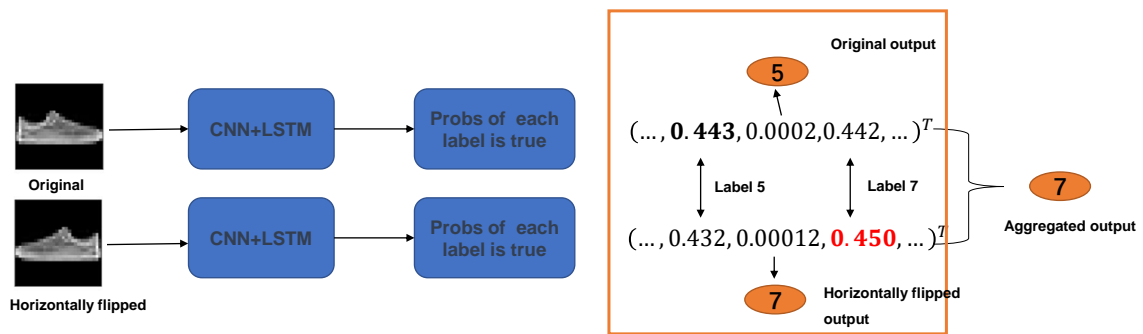 Original
Horizontally flipped
CNN+LSTM
CNN+LSTM
Probs of each
label is true
Probs of each
label is true
Original output
5
(…, 0.443, 0.0002,0.442, …)ᵀ
Label 5
Label 7
(…, 0.432, 0.00012, 0.450, …)ᵀ
7
Horizontally flipped
output
7
Aggregated output